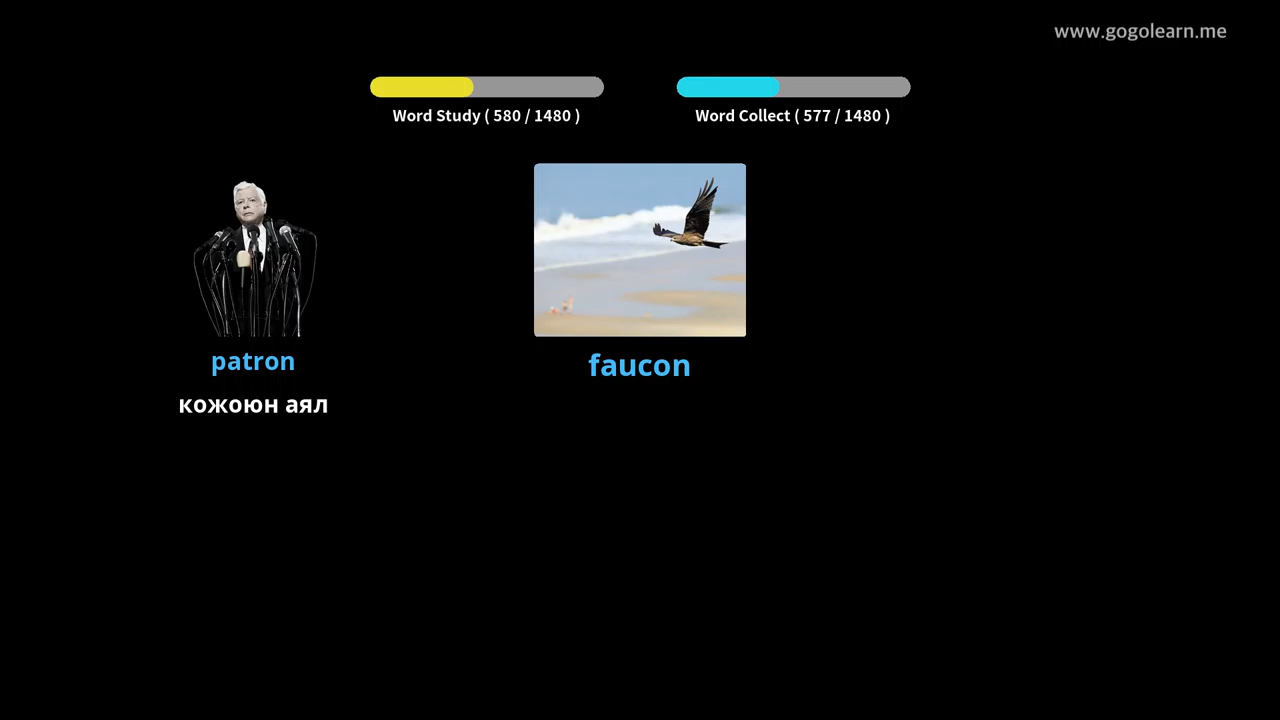 www.gogolearn.me
Word Study ( 580 / 1480 )
Word Collect ( 577 / 1480 )
patron
faucon
кожоюн аял